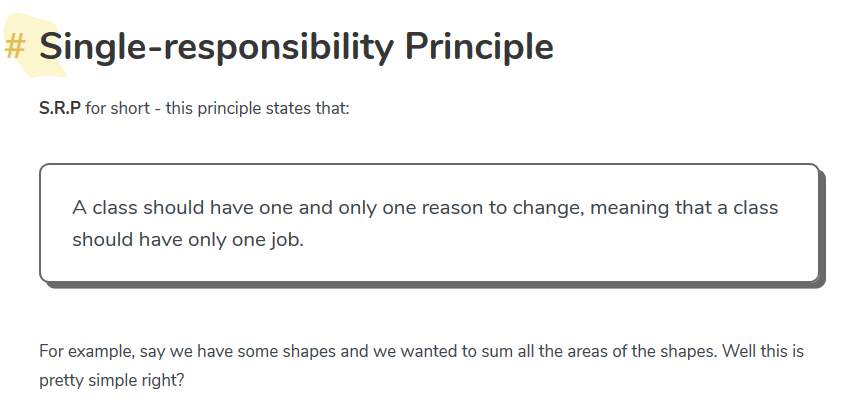 # Single-responsibility Principle
S.R.P for short - this principle states that:
A class should have one and only one reason to change, meaning that a class
should have only one job.
For example, say we have some shapes and we wanted to sum all the areas of the shapes. Well this is
pretty simple right?